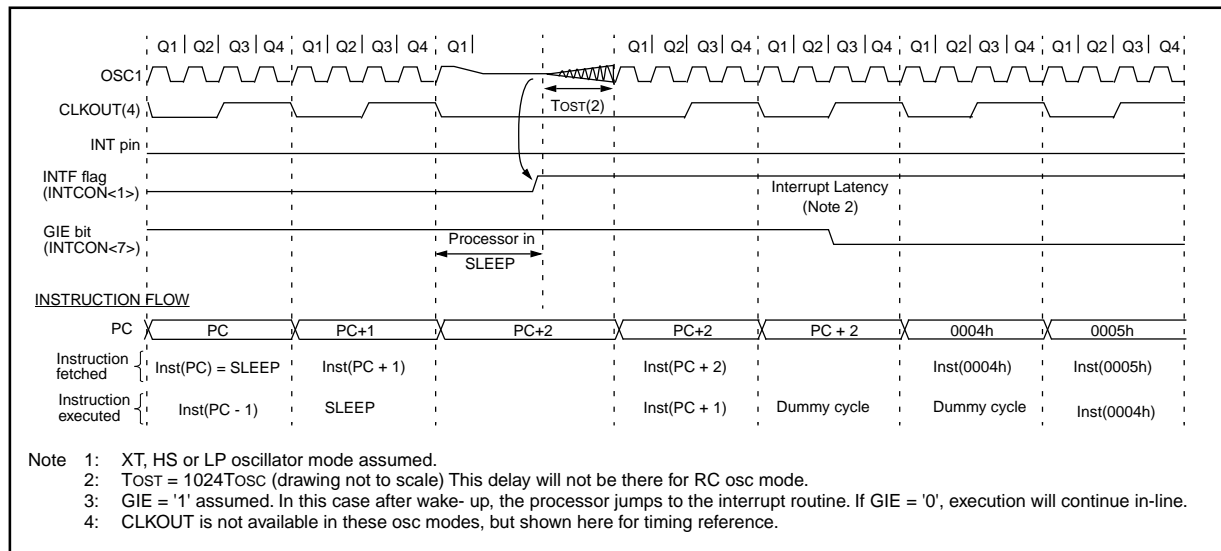 Q1 Q2 Q3 Q4 Q1 Q2 Q3 Q4 Q1 Q1 Q2 Q3 Q4 Q1 Q2 Q3 Q4 Q1 Q2 Q3 Q4 Q1 Q2 Q3 Q4
OSC1
TOST(2)
CLKOUT(4)
INT pin
INTF flag
(INTCON<1>)
Interrupt Latency
(Note 2)
GIE bit
(INTCON<7>)
Processor in
SLEEP
INSTRUCTION FLOW
PC PC PC+1 PC+2 PC+2 PC + 2 0004h 0005h
Instruction
fetched
Inst(PC) = SLEEP Inst(PC + 1) Inst(PC + 2) Inst(0004h) Inst(0005h)
Instruction
executed
Inst(PC - 1) SLEEP Inst(PC + 1) Dummy cycle Dummy cycle Inst(0004h)
Note 1: XT, HS or LP oscillator mode assumed.
2: TOST = 1024TOSC (drawing not to scale) This delay will not be there for RC osc mode.
3: GIE = '1' assumed. In this case after wake- up, the processor jumps to the interrupt routine. If GIE = '0', execution will continue in-line.
4: CLKOUT is not available in these osc modes, but shown here for timing reference.